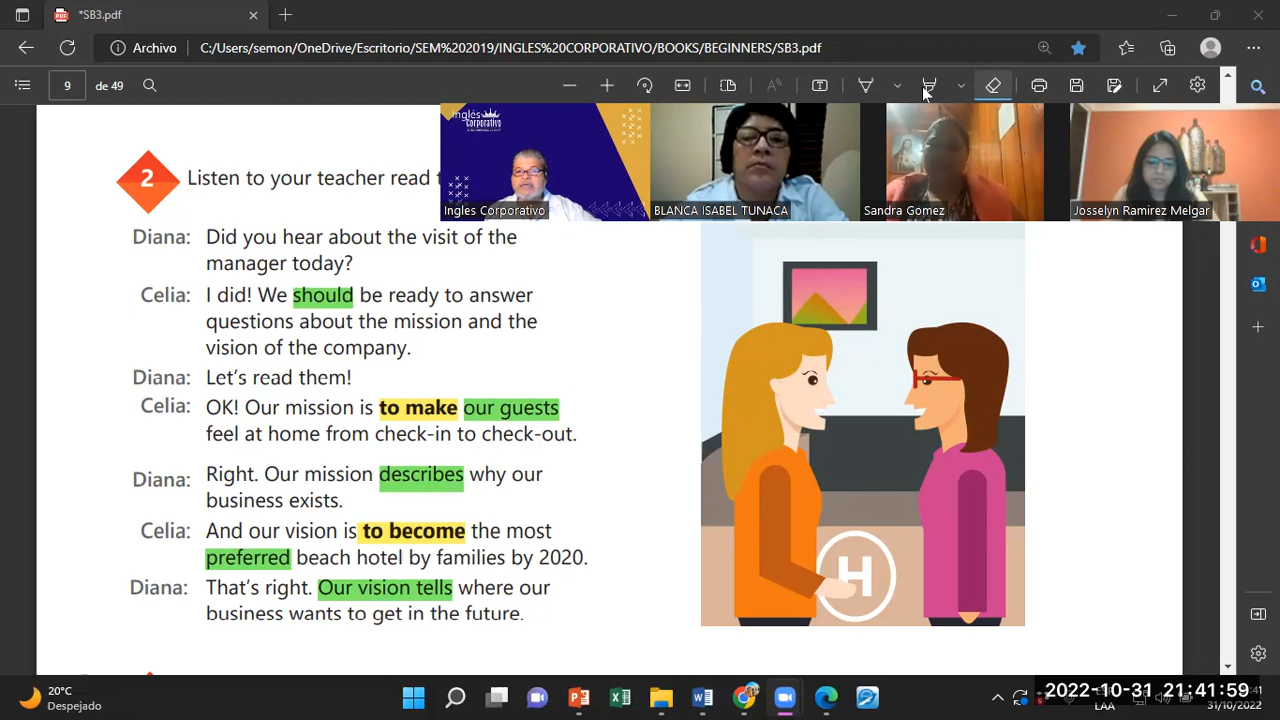 *SB3.pdf
Archivo
C:/Users/semon/OneDrive/Escritorio/SEM%202019/INGLES%20CORPORATIVO/BOOKS/BEGINNERS/SB3.pdf
9
de 49
2
Listen to your teacher read t
Inglés
Corporativo
Ingles Corporativo
BLANCA ISABEL TUNACA
Sandra Gomez
Josselyn Ramirez Melgar
Diana: Did you hear about the visit of the
manager today?
Celia: I did! We should be ready to answer
questions about the mission and the
vision of the company.
Diana: Let's read them!
Celia: OK! Our mission is to make our guests
feel at home from check-in to check-out.
Diana: Right. Our mission describes why our
business exists.
Celia: And our vision is to become the most
preferred beach hotel by families by 2020.
Diana: That's right. Our vision tells where our
business wants to get in the future.
H
20°C
Despejado
LAA
2022-10-31 21:41:59
31/10/2022